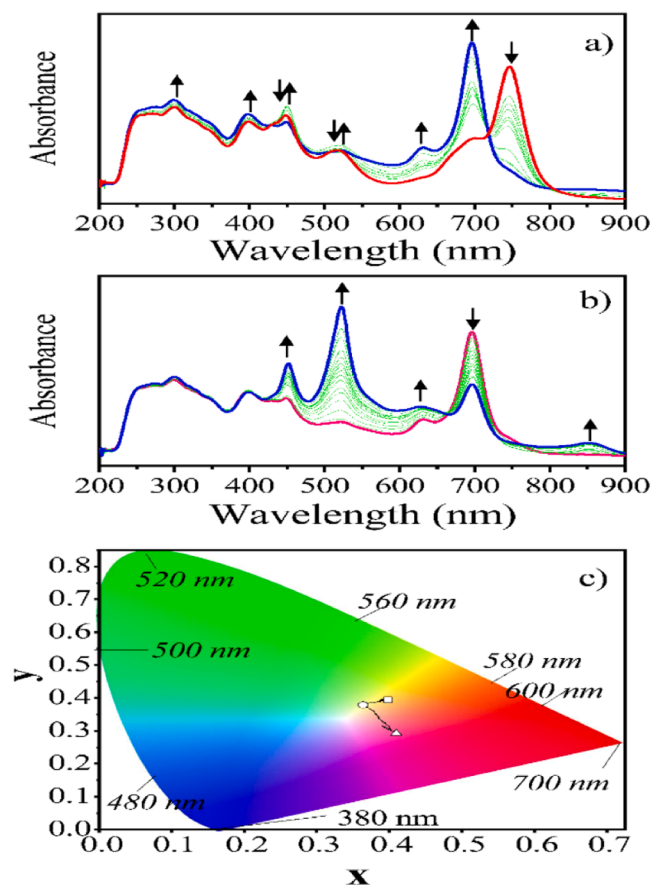 a)
Absorbance
200 300 400 500 600 700 800 900
Wavelength (nm)
b)
Absorbance
200 300 400 500 600 700 800 900
Wavelength (nm)
c)
0.8
0.7
0.6
0.5
0.4
0.3
0.2
0.1
0.0
y
520 nm
560 nm
500 nm
580 nm
600 nm
700 nm
480 nm
380 nm
0.0 0.1 0.2 0.3 0.4 0.5 0.6 0.7
x